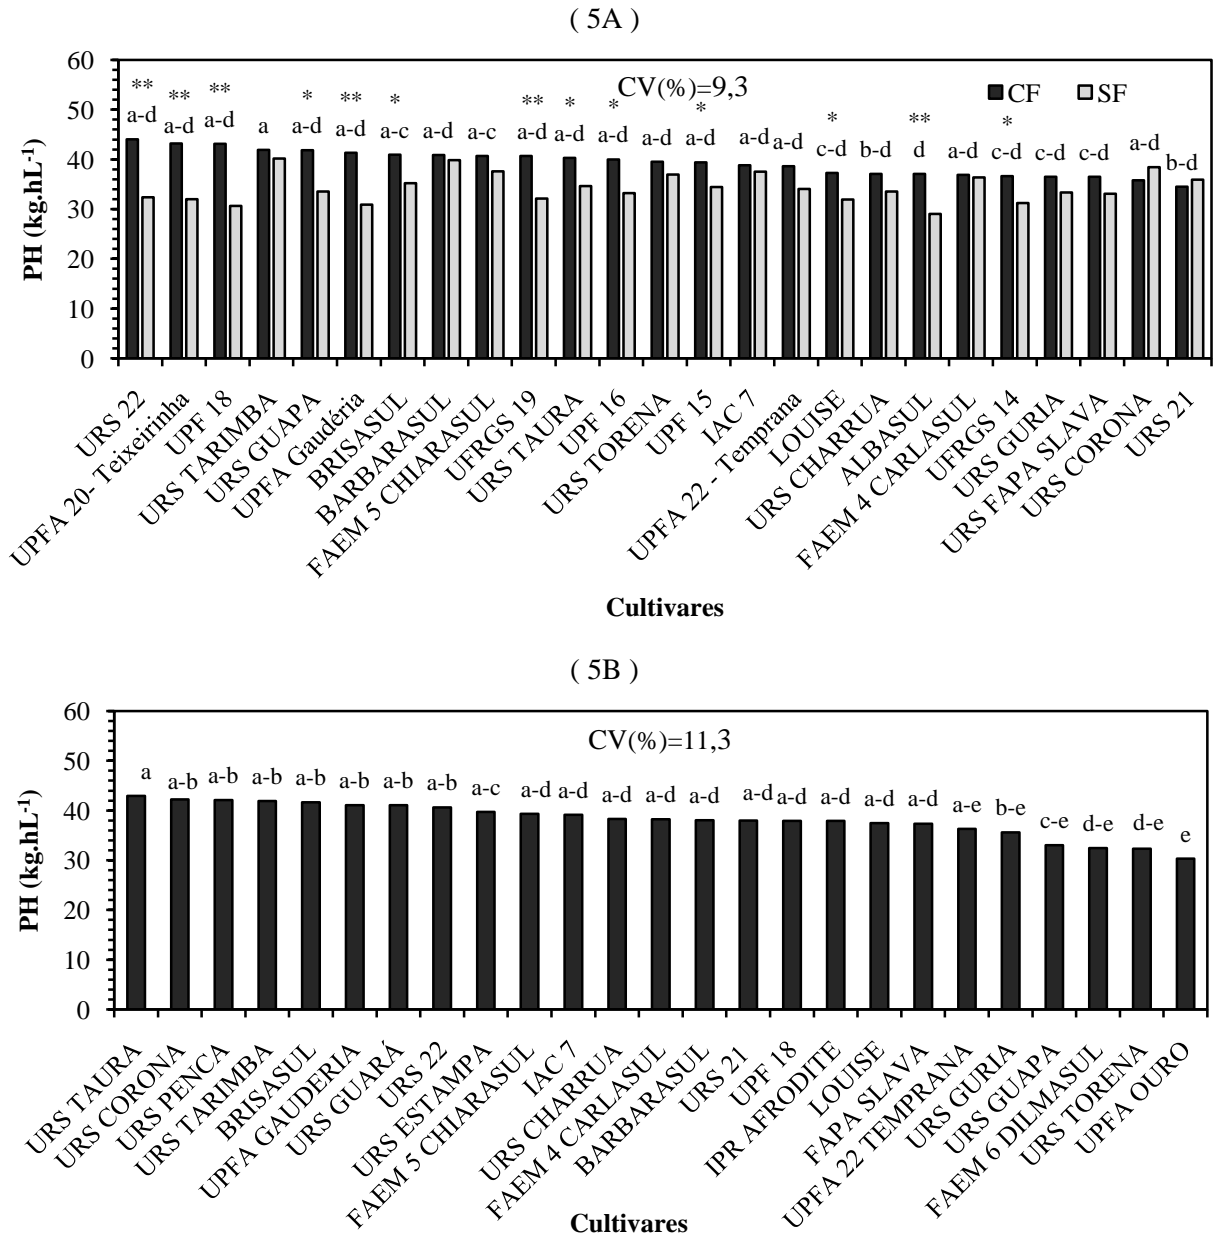 ( 5A )
60
50
40
30
20
10
0
PH (kg.hL-1)
CV(%)=9,3
CF
SF
** ** ** * ** * ** * * * * ** *
a-d a-d a-d a a-d a-d a-c a-d a-c a-d a-d a-d a-d a-d a-d a-d c-d b-d d a-d c-d c-d c-d a-d b-d
URS 22
UPFA 20- Teixeirinha
UPF 18
URS TARIMBA
URS GUAPA
UPFA Gaudéria
BRISASUL
BARBARASUL
FAEM 5 CHIARASUL
UFRGS 19
URS TAURA
UPF 16
URS TORENA
UPF 15
IAC 7
UPFA 22 - Temprana
LOUISE
URS CHARRUA
ALBASUL
FAEM 4 CARLASUL
UFRGS 14
URS GURIA
URS FAPA SLAVA
URS CORONA
URS 21
Cultivares
( 5B )
60
50
40
30
20
10
0
PH (kg.hL-1)
CV(%)=11,3
a a-b a-b a-b a-b a-b a-b a-b a-c a-d a-d a-d a-d a-d a-d a-d a-d a-d a-d a-e b-e c-e d-e d-e e
URS TAURA
URS CORONA
URS PENCA
URS TARIMBA
BRISASUL
UPFA GAUDERIA
URS GUARÁ
URS 22
URS ESTAMPA
FAEM 5 CHIARASUL
IAC 7
URS CHARRUA
FAEM 4 CARLASUL
BARBARASUL
URS 21
UPF 18
IPR AFRODITE
LOUISE
FAPA SLAVA
UPFA 22 TEMPRANA
URS GURIA
URS GUAPA
FAEM 6 DILMASUL
URS TORENA
UPFA OURO
Cultivares